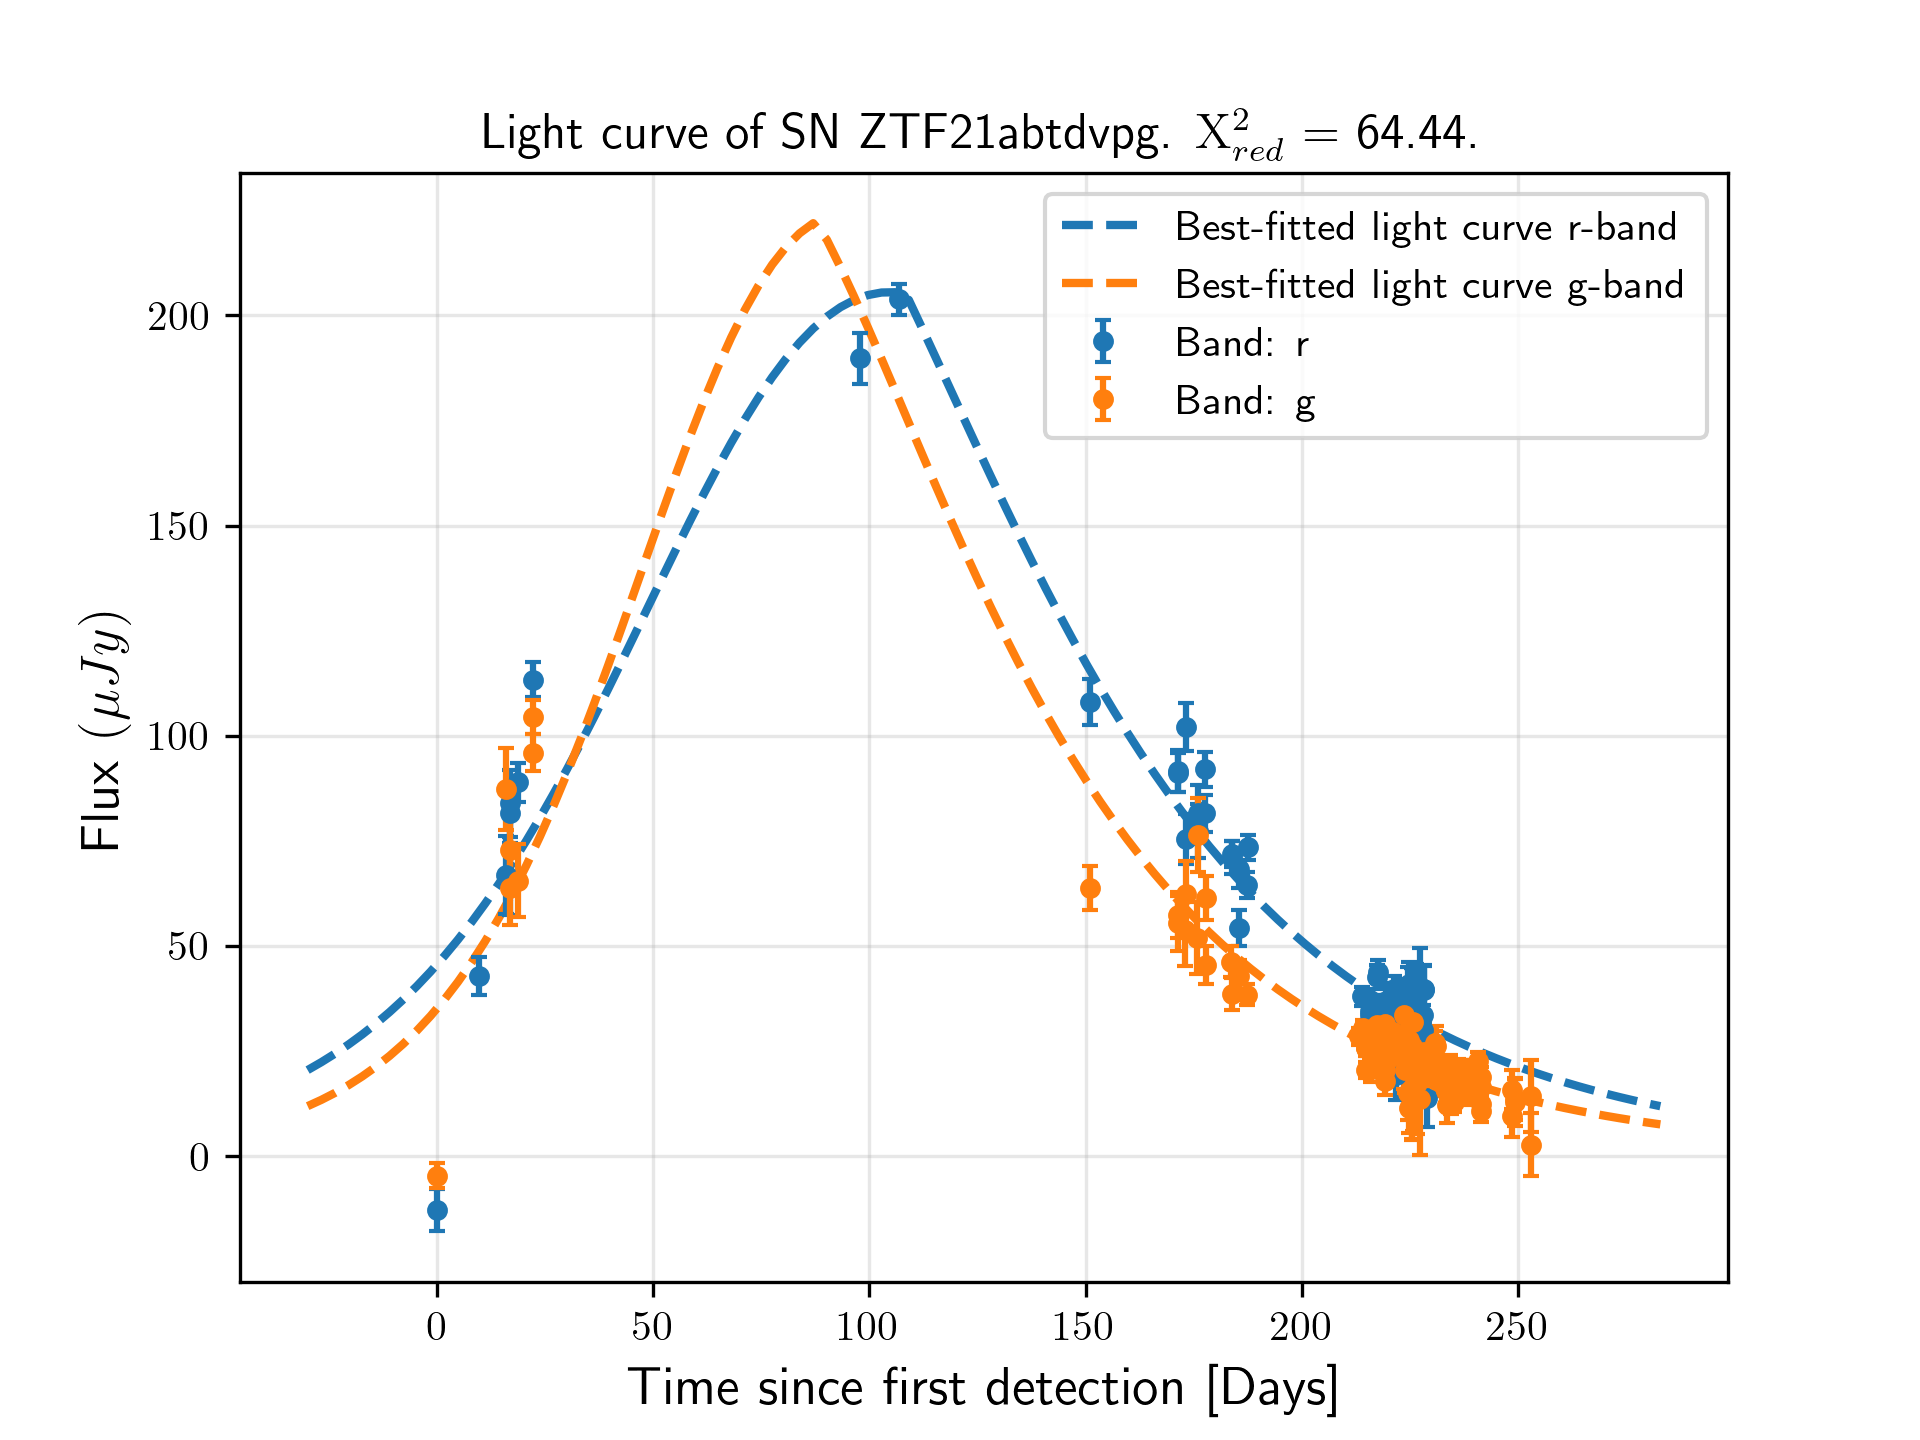 Light curve of SN ZTF21abtdvpg. X²_red = 64.44.
Best-fitted light curve r-band
Best-fitted light curve g-band
Band: r
Band: g
Flux (μJy)
200
150
100
50
0
0 50 100 150 200 250
Time since first detection [Days]